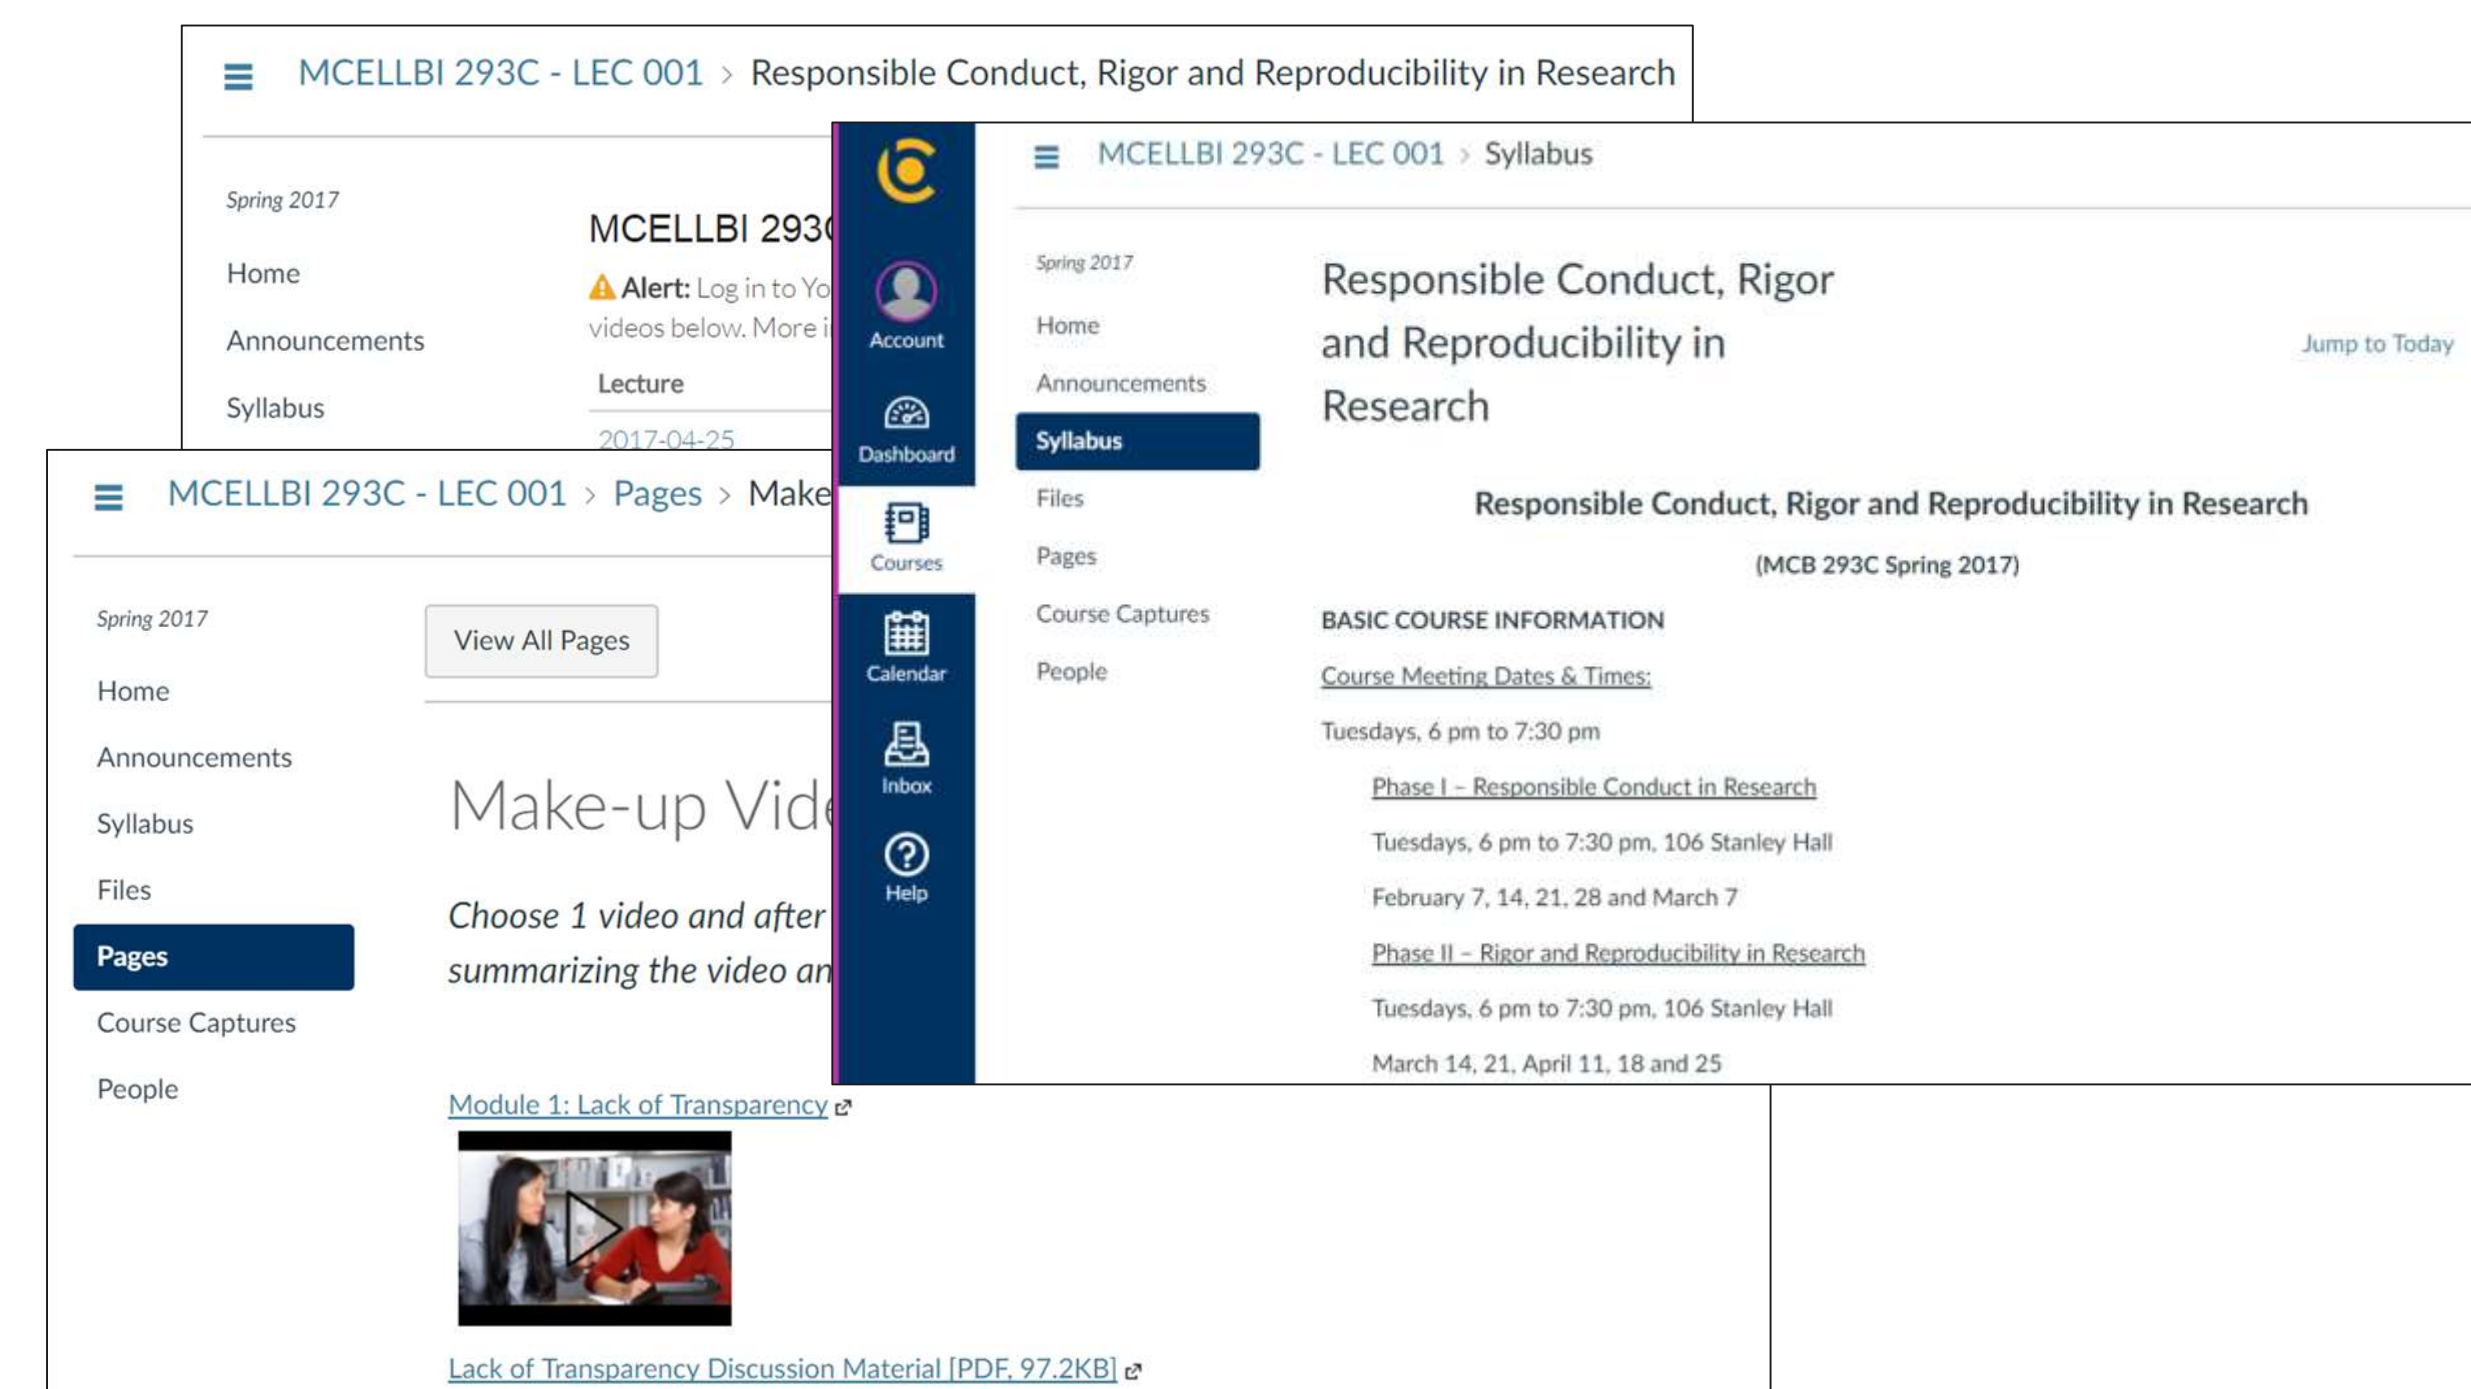 MCELLBI 293C - LEC 001 > Responsible Conduct, Rigor and Reproducibility in Research
Spring 2017
Home
Announcements
Syllabus
MCELLBI 293C
Alert: Log in to Yo
videos below. More i
Lecture
2017-04-25
MCELLBI 293C - LEC 001 > Pages > Make
Spring 2017
Home
Announcements
Syllabus
Files
Pages
Course Captures
People
View All Pages
Make-up Vide
Choose 1 video and after
summarizing the video an
Module 1: Lack of Transparency
Lack of Transparency Discussion Material [PDF, 97.2KB]
Account
Dashboard
Courses
Calendar
Inbox
Help
MCELLBI 293C - LEC 001 > Syllabus
Spring 2017
Home
Announcements
Syllabus
Files
Pages
Course Captures
People
Responsible Conduct, Rigor
and Reproducibility in
Research
Jump to Today
Responsible Conduct, Rigor and Reproducibility in Research
(MCB 293C Spring 2017)
BASIC COURSE INFORMATION
Course Meeting Dates & Times:
Tuesdays, 6 pm to 7:30 pm
Phase I – Responsible Conduct in Research
Tuesdays, 6 pm to 7:30 pm, 106 Stanley Hall
February 7, 14, 21, 28 and March 7
Phase II – Rigor and Reproducibility in Research
Tuesdays, 6 pm to 7:30 pm, 106 Stanley Hall
March 14, 21, April 11, 18 and 25